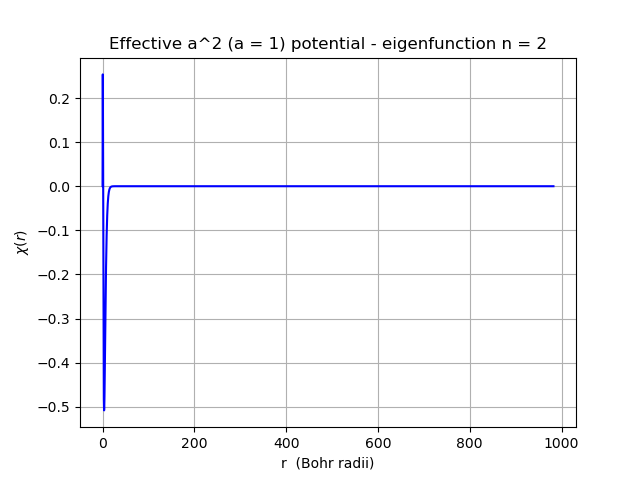 Effective a^2 (a = 1) potential - eigenfunction n = 2
0.2
0.1
0.0
−0.1
−0.2
−0.3
−0.4
−0.5
χ(r)
0 200 400 600 800 1000
r (Bohr radii)